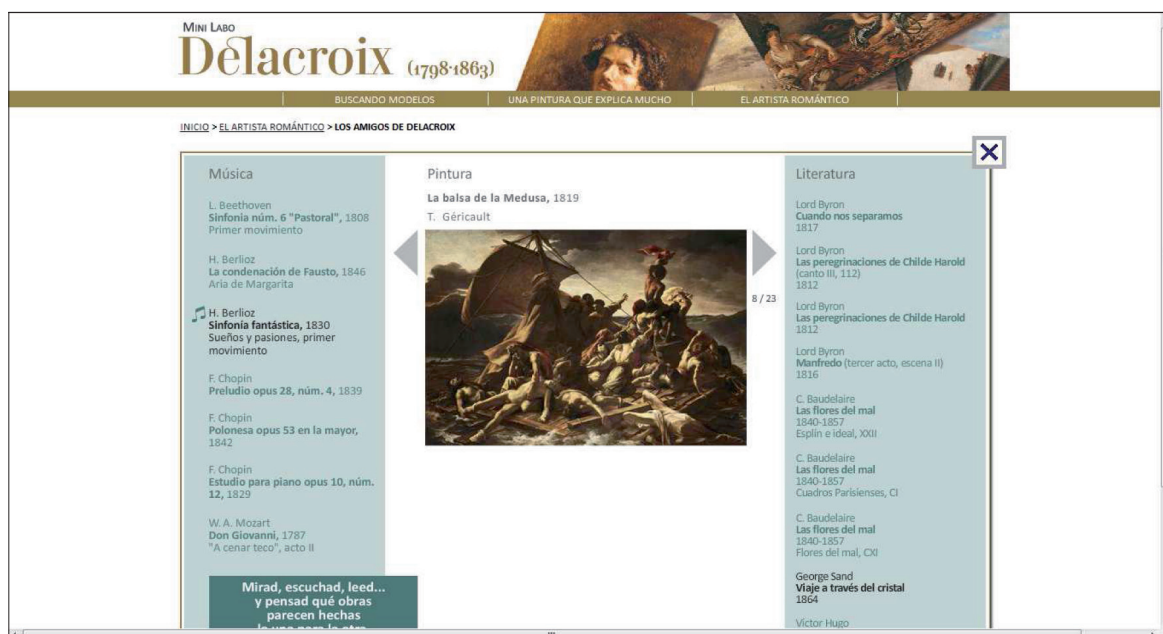 MINI LABO
Delacroix (1798-1863)
BUSCANDO MODELOS
UNA PINTURA QUE EXPLICA MUCHO
EL ARTISTA ROMÁNTICO
INICIO > EL ARTISTA ROMÁNTICO > LOS AMIGOS DE DELACROIX
Música
L. Beethoven
Sinfonia núm. 6 "Pastoral", 1808
Primer movimiento
H. Berlioz
La condenación de Fausto, 1846
Aria de Margarita
H. Berlioz
Sinfonía fantástica, 1830
Sueños y pasiones, primer
movimiento
F. Chopin
Preludio opus 28, núm. 4, 1839
F. Chopin
Polonesa opus 53 en la mayor,
1842
F. Chopin
Estudio para piano opus 10, núm.
12, 1829
W. A. Mozart
Don Giovanni, 1787
"A cenar teco", acto II
Mirad, escuchad, leed...
y pensad qué obras
parecen hechas
la una para la otra
Pintura
La balsa de la Medusa, 1819
T. Géricault
8 / 23
Literatura
Lord Byron
Cuando nos separamos
1817
Lord Byron
Las peregrinaciones de Childe Harold
(canto III, 112)
1812
Lord Byron
Las peregrinaciones de Childe Harold
1812
Lord Byron
Manfredo (tercer acto, escena II)
1816
C. Baudelaire
Las flores del mal
1840-1857
Esplín e ideal, XXII
C. Baudelaire
Las flores del mal
1840-1857
Cuadros Parisienses, CI
C. Baudelaire
Las flores del mal
1840-1857
Flores del mal, CXI
George Sand
Viaje a través del cristal
1864
Víctor Hugo